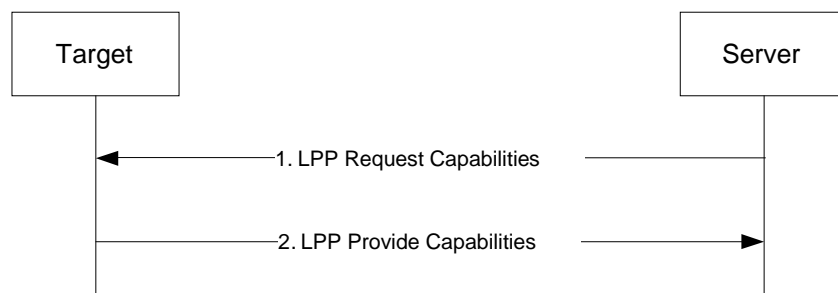 Target
Server
1. LPP Request Capabilities
2. LPP Provide Capabilities